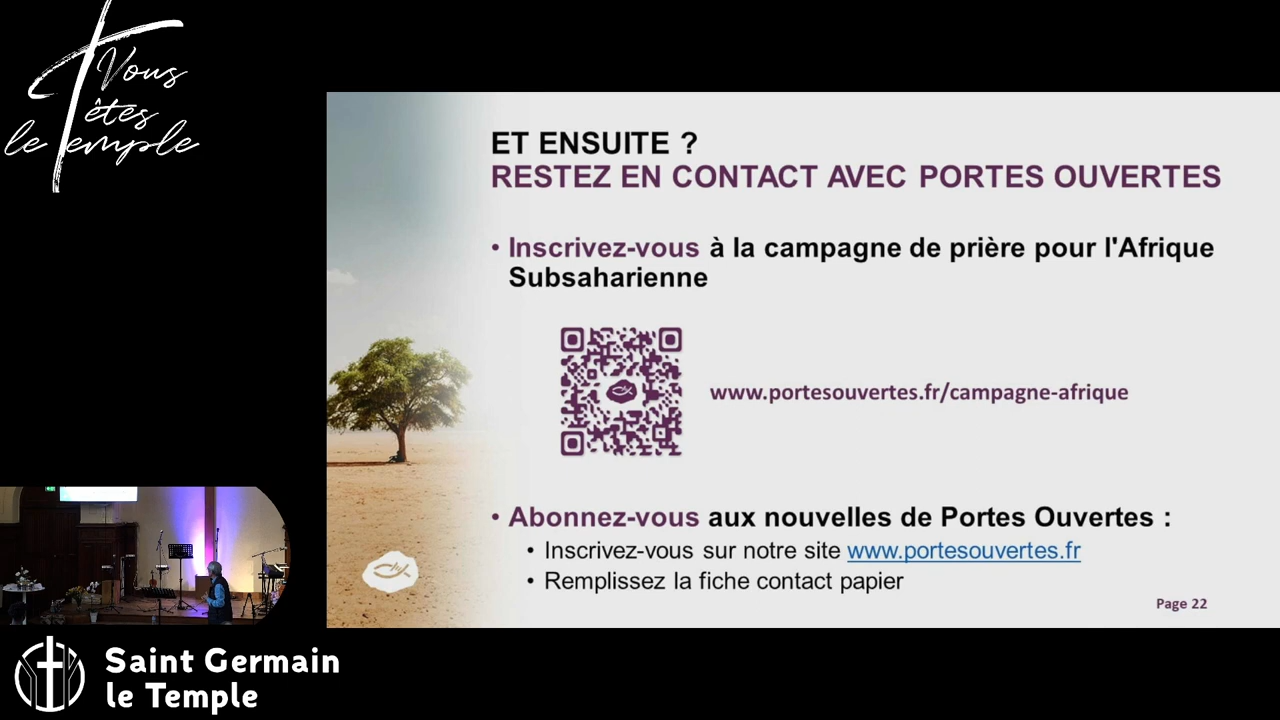 Vous
êtes
le Temple
ET ENSUITE ?
RESTEZ EN CONTACT AVEC PORTES OUVERTES
• Inscrivez-vous à la campagne de prière pour l'Afrique
Subsaharienne
www.portesouvertes.fr/campagne-afrique
• Abonnez-vous aux nouvelles de Portes Ouvertes :
• Inscrivez-vous sur notre site www.portesouvertes.fr
• Remplissez la fiche contact papier
Page 22
Saint Germain
le Temple